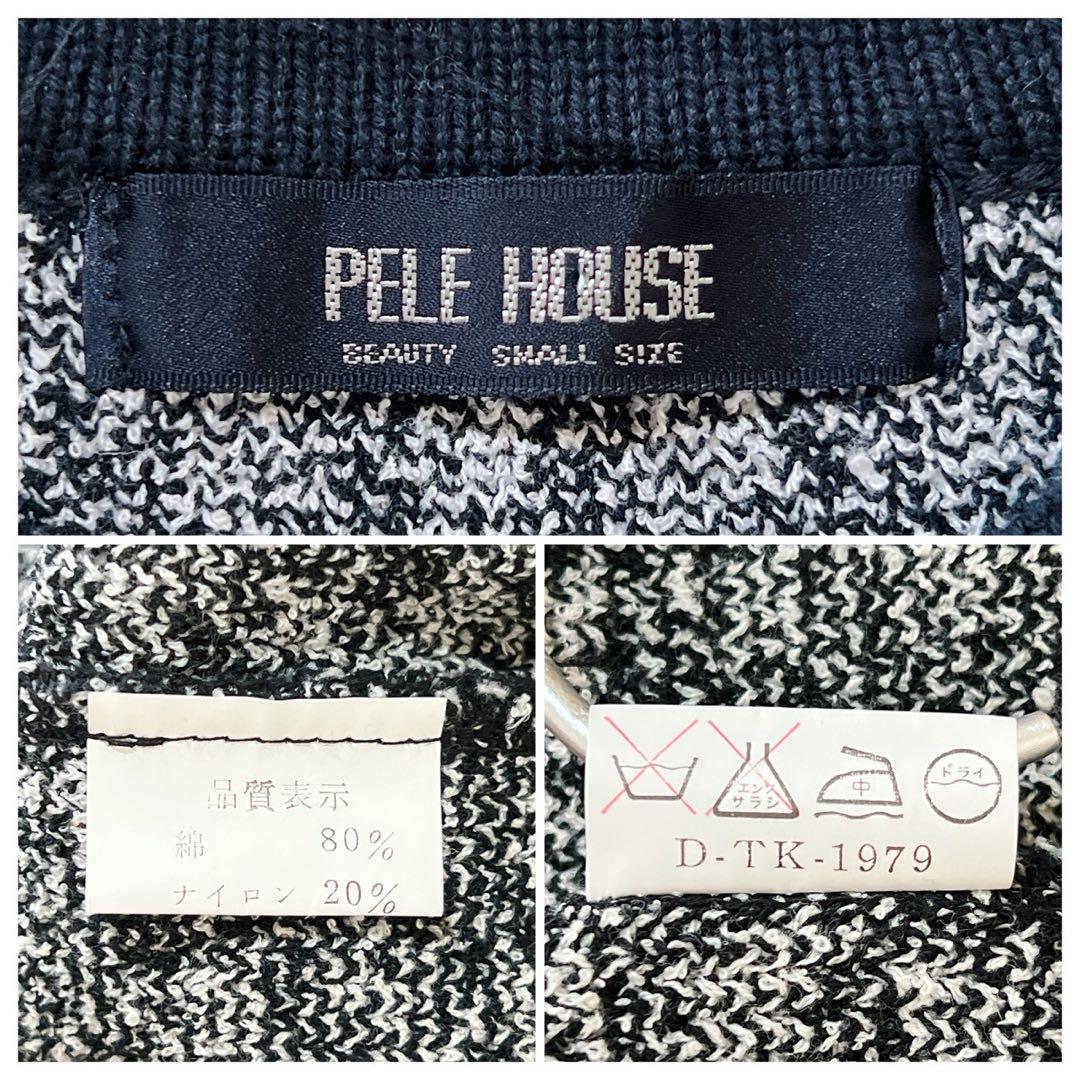 PELE HOUSE
BEAUTY SMALL SIZE
品質表示
綿 80%
ナイロン 20%
エンソ
サラシ
中
ドライ
D-TK-1979